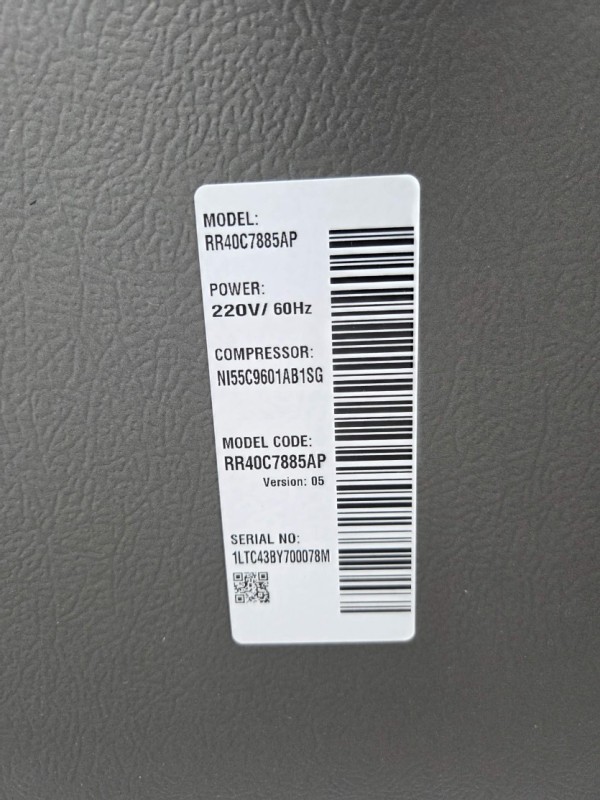 MODEL:
RR40C7885AP
POWER:
220V/ 60Hz
COMPRESSOR:
NI55C9601AB1SG
MODEL CODE:
RR40C7885AP
Version: 05
SERIAL NO:
1LTC43BY700078M